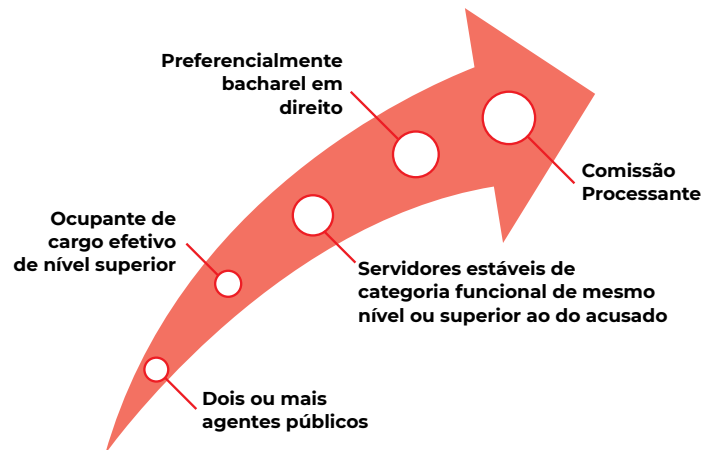 Preferencialmente
bacharel em
direito
Comissão
Processante
Ocupante de
cargo efetivo
de nível superior
Servidores estáveis de
categoria funcional de mesmo
nível ou superior ao do acusado
Dois ou mais
agentes públicos